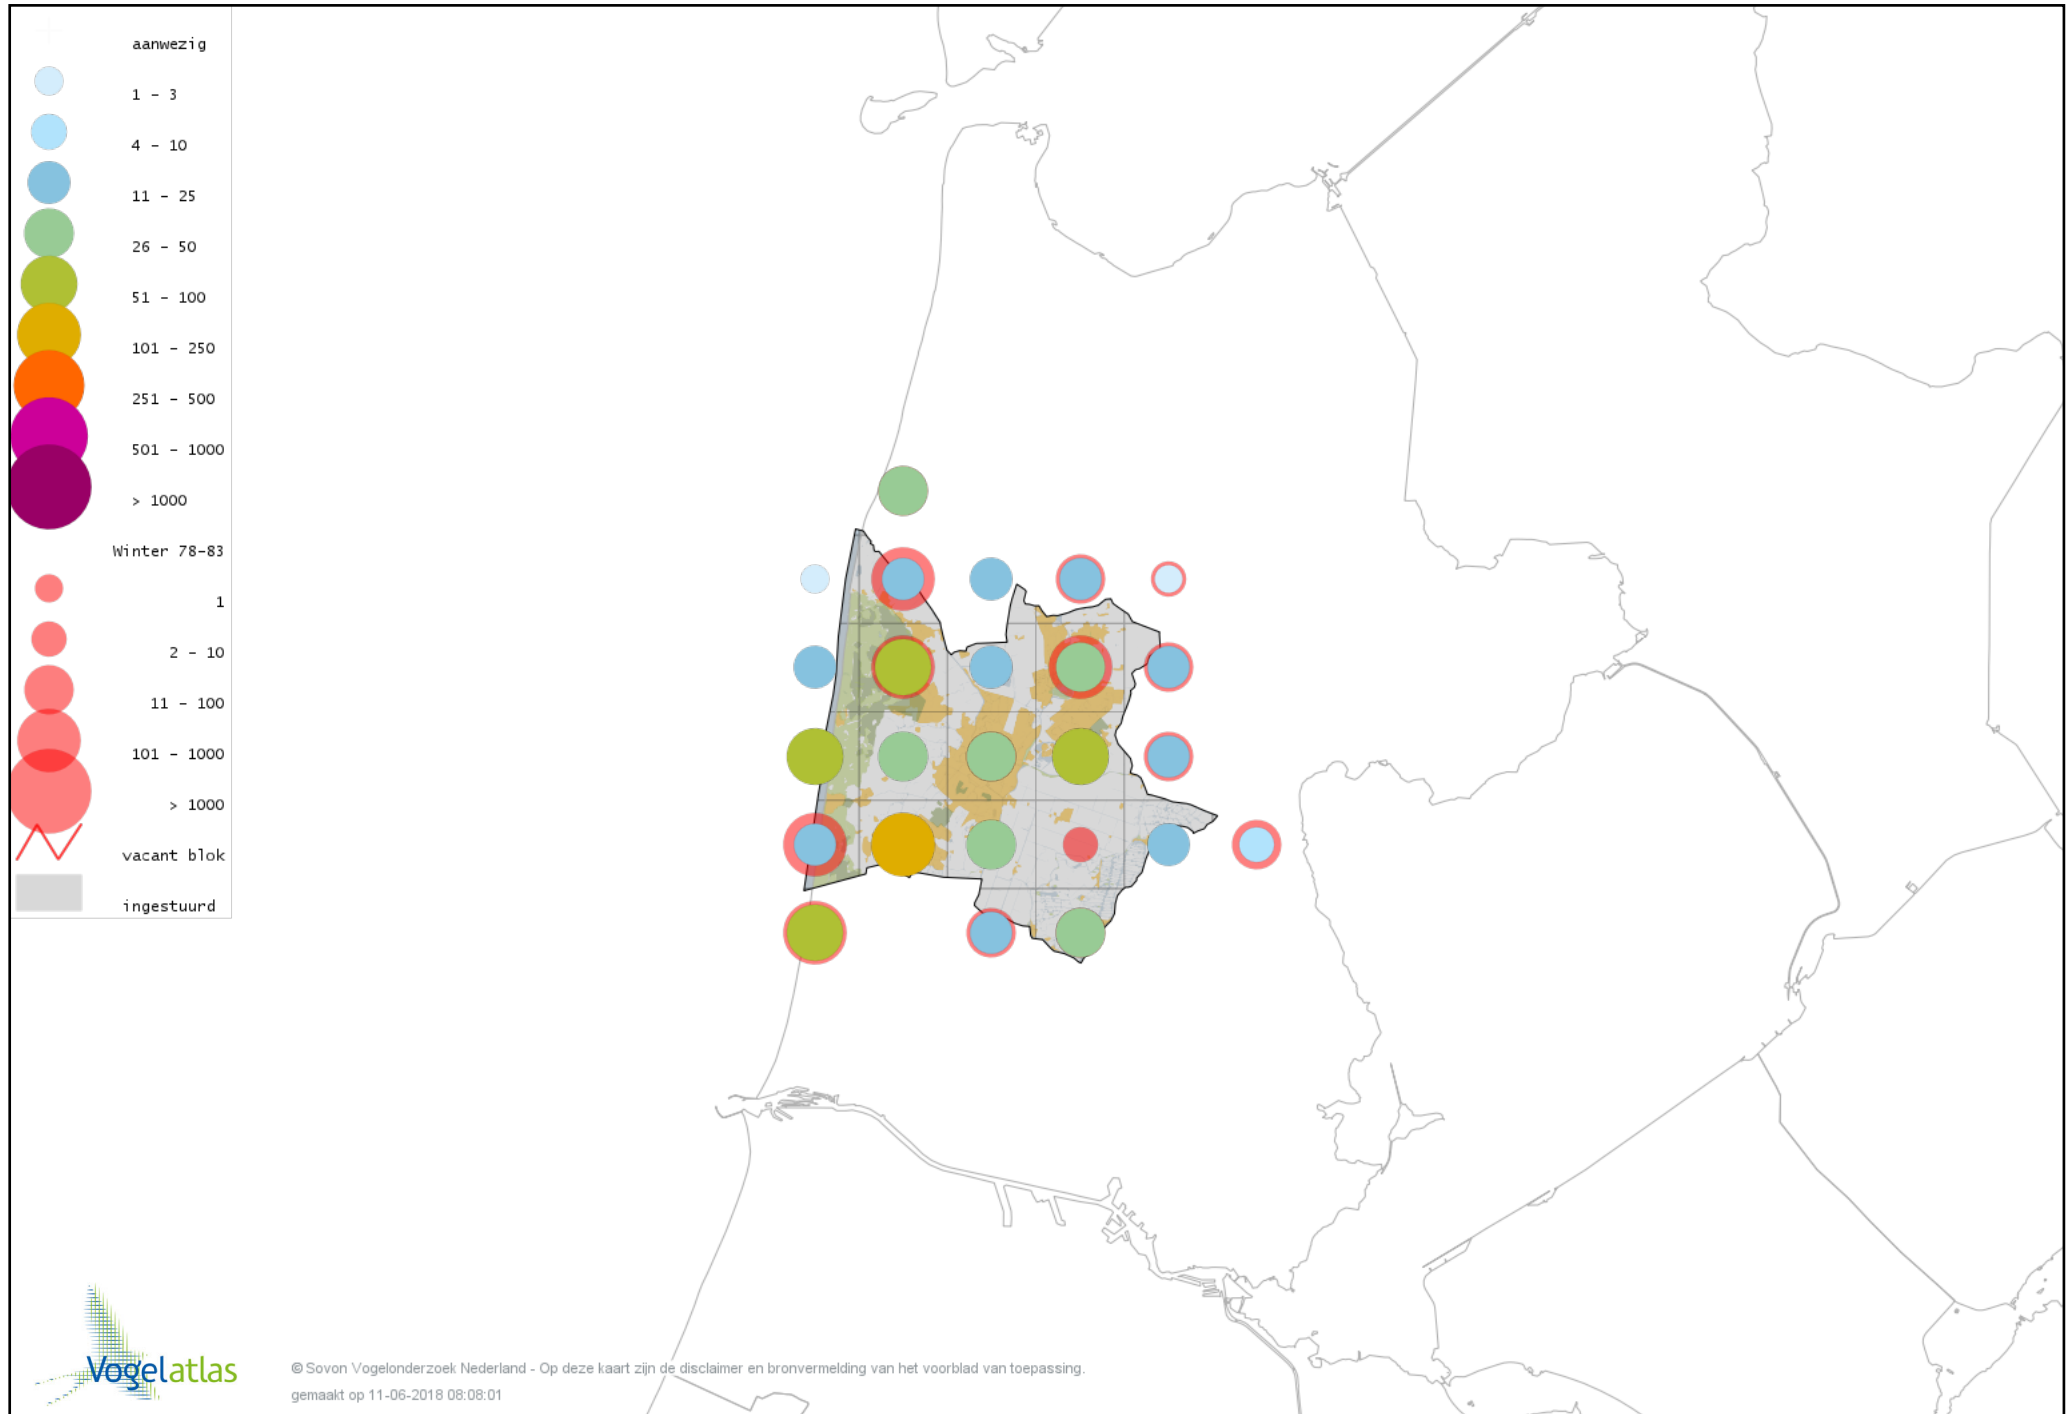 aanwezig
1 - 3
4 - 10
11 - 25
26 - 50
51 - 100
101 - 250
251 - 500
501 - 1000
> 1000
Winter 78-83
1
2 - 10
11 - 100
101 - 1000
> 1000
vacant blok
ingestuurd
Vogelatlas
© Sovon Vogelonderzoek Nederland - Op deze kaart zijn de disclaimer en bronvermelding van het voorblad van toepassing.
gemaakt op 11-06-2018 08:08:01